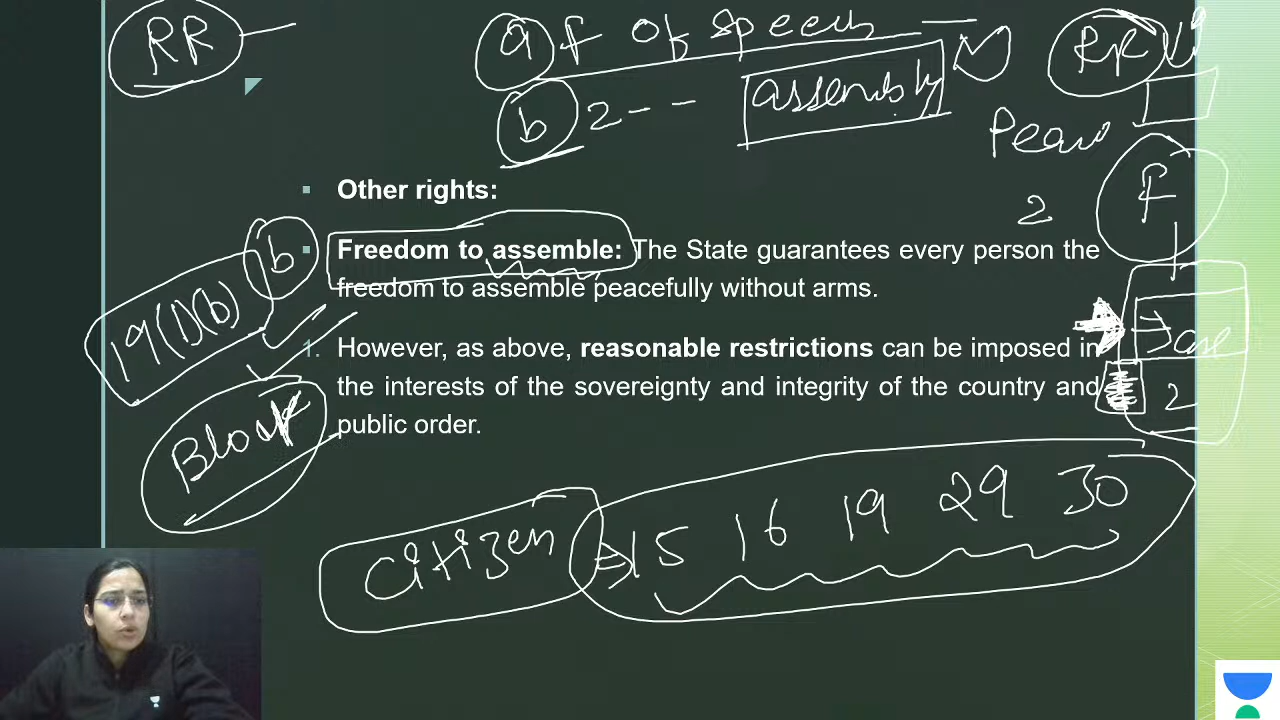 RR
a f of speech
RR
b 2-- assembly
Peace
▪ Other rights:
2
F
▪ Freedom to assemble: The State guarantees every person the
freedom to assemble peacefully without arms.
b
19(1)(b)
1. However, as above, reasonable restrictions can be imposed in
the interests of the sovereignty and integrity of the country and
public order.
2
Citizen ⇒ 15 16 19 29 30